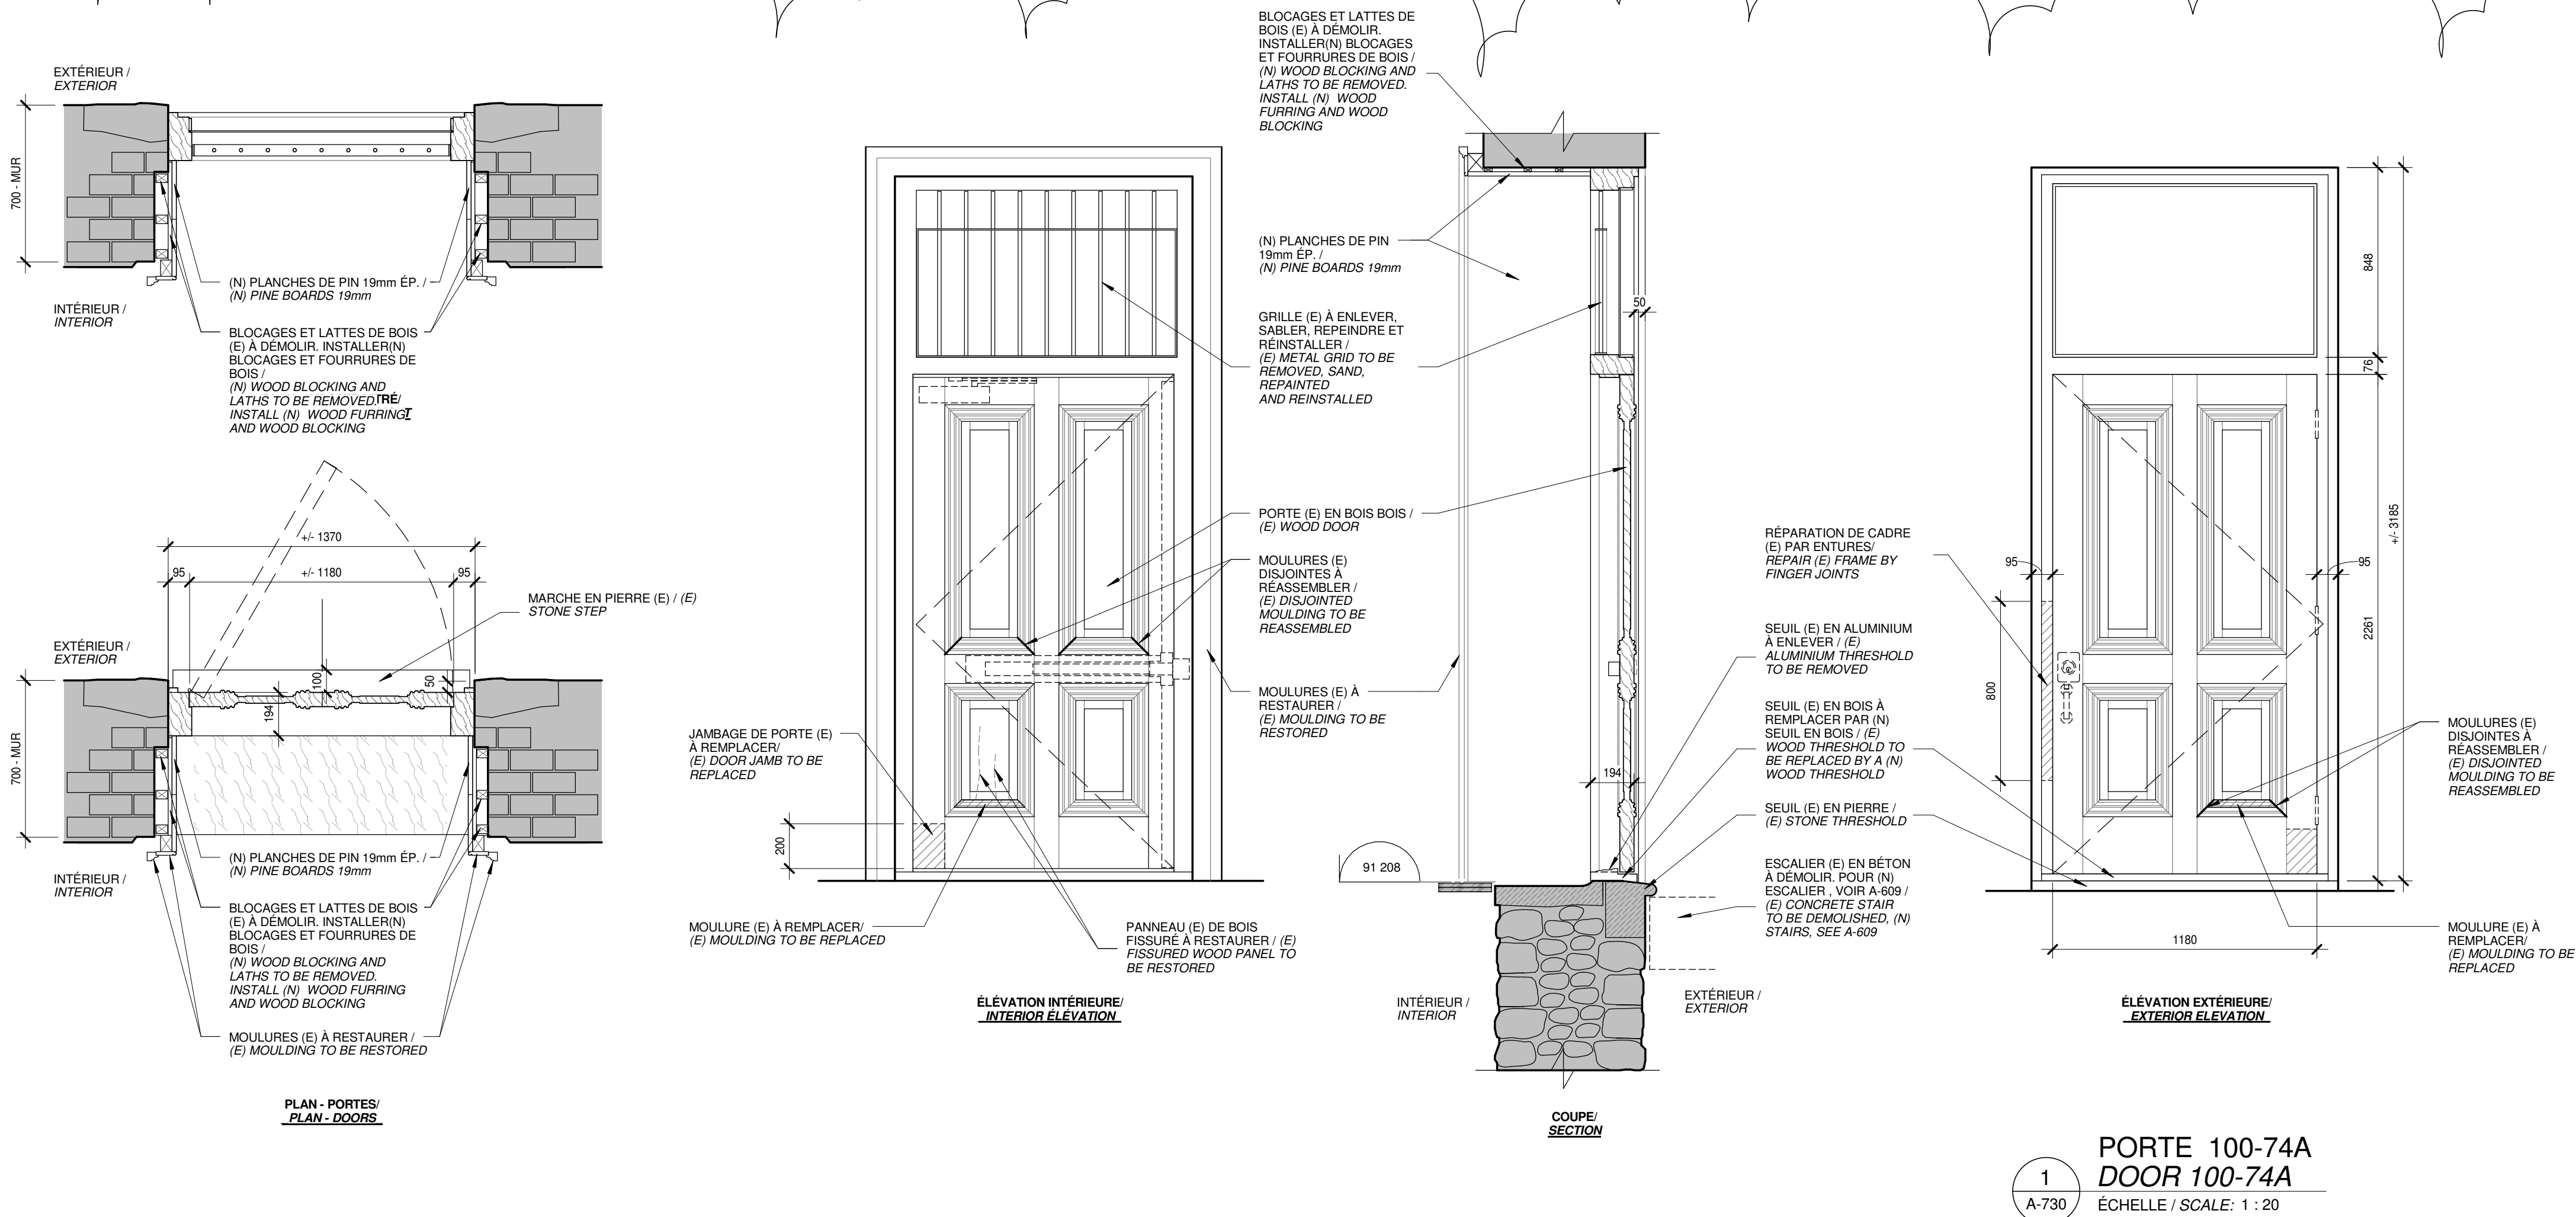 EXTÉRIEUR /
EXTERIOR
700 - MUR
INTÉRIEUR /
INTERIOR
(N) PLANCHES DE PIN 19mm ÉP. /
(N) PINE BOARDS 19mm
BLOCAGES ET LATTES DE BOIS
(E) À DÉMOLIR. INSTALLER(N)
BLOCAGES ET FOURRURES DE
BOIS /
(N) WOOD BLOCKING AND
LATHS TO BE REMOVED.
TRÉ/
INSTALL (N) WOOD FURRING
T
AND WOOD BLOCKING
+/- 1370
95
+/- 1180
95
MARCHE EN PIERRE (E) / (E)
STONE STEP
EXTÉRIEUR /
EXTERIOR
100
50
194
700 - MUR
INTÉRIEUR /
INTERIOR
(N) PLANCHES DE PIN 19mm ÉP. /
(N) PINE BOARDS 19mm
BLOCAGES ET LATTES DE BOIS
(E) À DÉMOLIR. INSTALLER(N)
BLOCAGES ET FOURRURES DE
BOIS /
(N) WOOD BLOCKING AND
LATHS TO BE REMOVED.
INSTALL (N) WOOD FURRING
AND WOOD BLOCKING
MOULURES (E) À RESTAURER /
(E) MOULDING TO BE RESTORED
PLAN - PORTES/
PLAN - DOORS
JAMBAGE DE PORTE (E)
À REMPLACER/
(E) DOOR JAMB TO BE
REPLACED
200
MOULURE (E) À REMPLACER/
(E) MOULDING TO BE REPLACED
PANNEAU (E) DE BOIS
FISSURÉ À RESTAURER / (E)
FISSURED WOOD PANEL TO
BE RESTORED
ÉLÉVATION INTÉRIEURE/
INTERIOR ÉLÉVATION
BLOCAGES ET LATTES DE
BOIS (E) À DÉMOLIR.
INSTALLER(N) BLOCAGES
ET FOURRURES DE BOIS /
(N) WOOD BLOCKING AND
LATHS TO BE REMOVED.
INSTALL (N) WOOD
FURRING AND WOOD
BLOCKING
(N) PLANCHES DE PIN
19mm ÉP. /
(N) PINE BOARDS 19mm
GRILLE (E) À ENLEVER,
SABLER, REPEINDRE ET
RÉINSTALLER /
(E) METAL GRID TO BE
REMOVED, SAND,
REPAINTED
AND REINSTALLED
PORTE (E) EN BOIS BOIS /
(E) WOOD DOOR
MOULURES (E)
DISJOINTES À
RÉASSEMBLER /
(E) DISJOINTED
MOULDING TO BE
REASSEMBLED
MOULURES (E) À
RESTAURER /
(E) MOULDING TO BE
RESTORED
50
194
91 208
INTÉRIEUR /
INTERIOR
EXTÉRIEUR /
EXTERIOR
COUPE/
SECTION
RÉPARATION DE CADRE
(E) PAR ENTURES/
REPAIR (E) FRAME BY
FINGER JOINTS
SEUIL (E) EN ALUMINIUM
À ENLEVER / (E)
ALUMINIUM THRESHOLD
TO BE REMOVED
SEUIL (E) EN BOIS À
REMPLACER PAR (N)
SEUIL EN BOIS / (E)
WOOD THRESHOLD TO
BE REPLACED BY A (N)
WOOD THRESHOLD
SEUIL (E) EN PIERRE /
(E) STONE THRESHOLD
ESCALIER (E) EN BÉTON
À DÉMOLIR. POUR (N)
ESCALIER , VOIR A-609 /
(E) CONCRETE STAIR
TO BE DEMOLISHED, (N)
STAIRS, SEE A-609
848
76
+/- 3185
2261
95
95
800
1180
MOULURES (E)
DISJOINTES À
RÉASSEMBLER /
(E) DISJOINTED
MOULDING TO BE
REASSEMBLED
MOULURE (E) À
REMPLACER/
(E) MOULDING TO BE
REPLACED
ÉLÉVATION EXTÉRIEURE/
EXTERIOR ELEVATION
1
A-730
PORTE 100-74A
DOOR 100-74A
ÉCHELLE / SCALE: 1 : 20